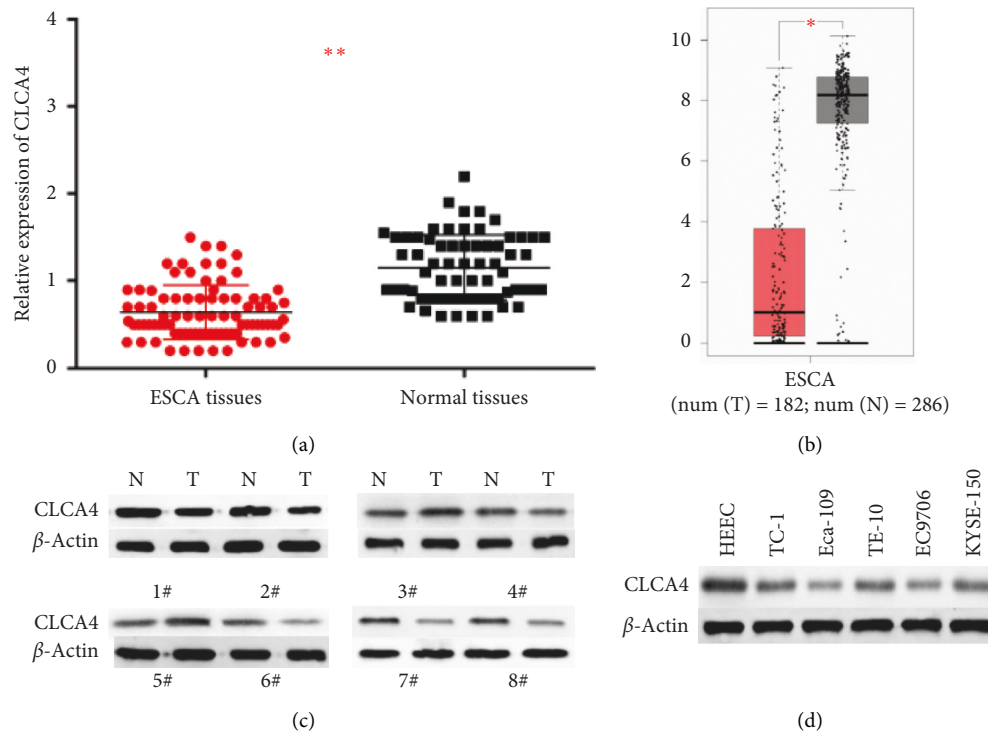 Relative expression of CLCA4
4
3
2
1
0
**
ESCA tissues
Normal tissues
(a)
10
8
6
4
2
0
*
ESCA
(num (T) = 182; num (N) = 286)
(b)
N T N T
CLCA4
β-Actin
1# 2#
N T N T
3# 4#
CLCA4
β-Actin
5# 6#
7# 8#
(c)
HEEC
TC-1
Eca-109
TE-10
EC9706
KYSE-150
CLCA4
β-Actin
(d)